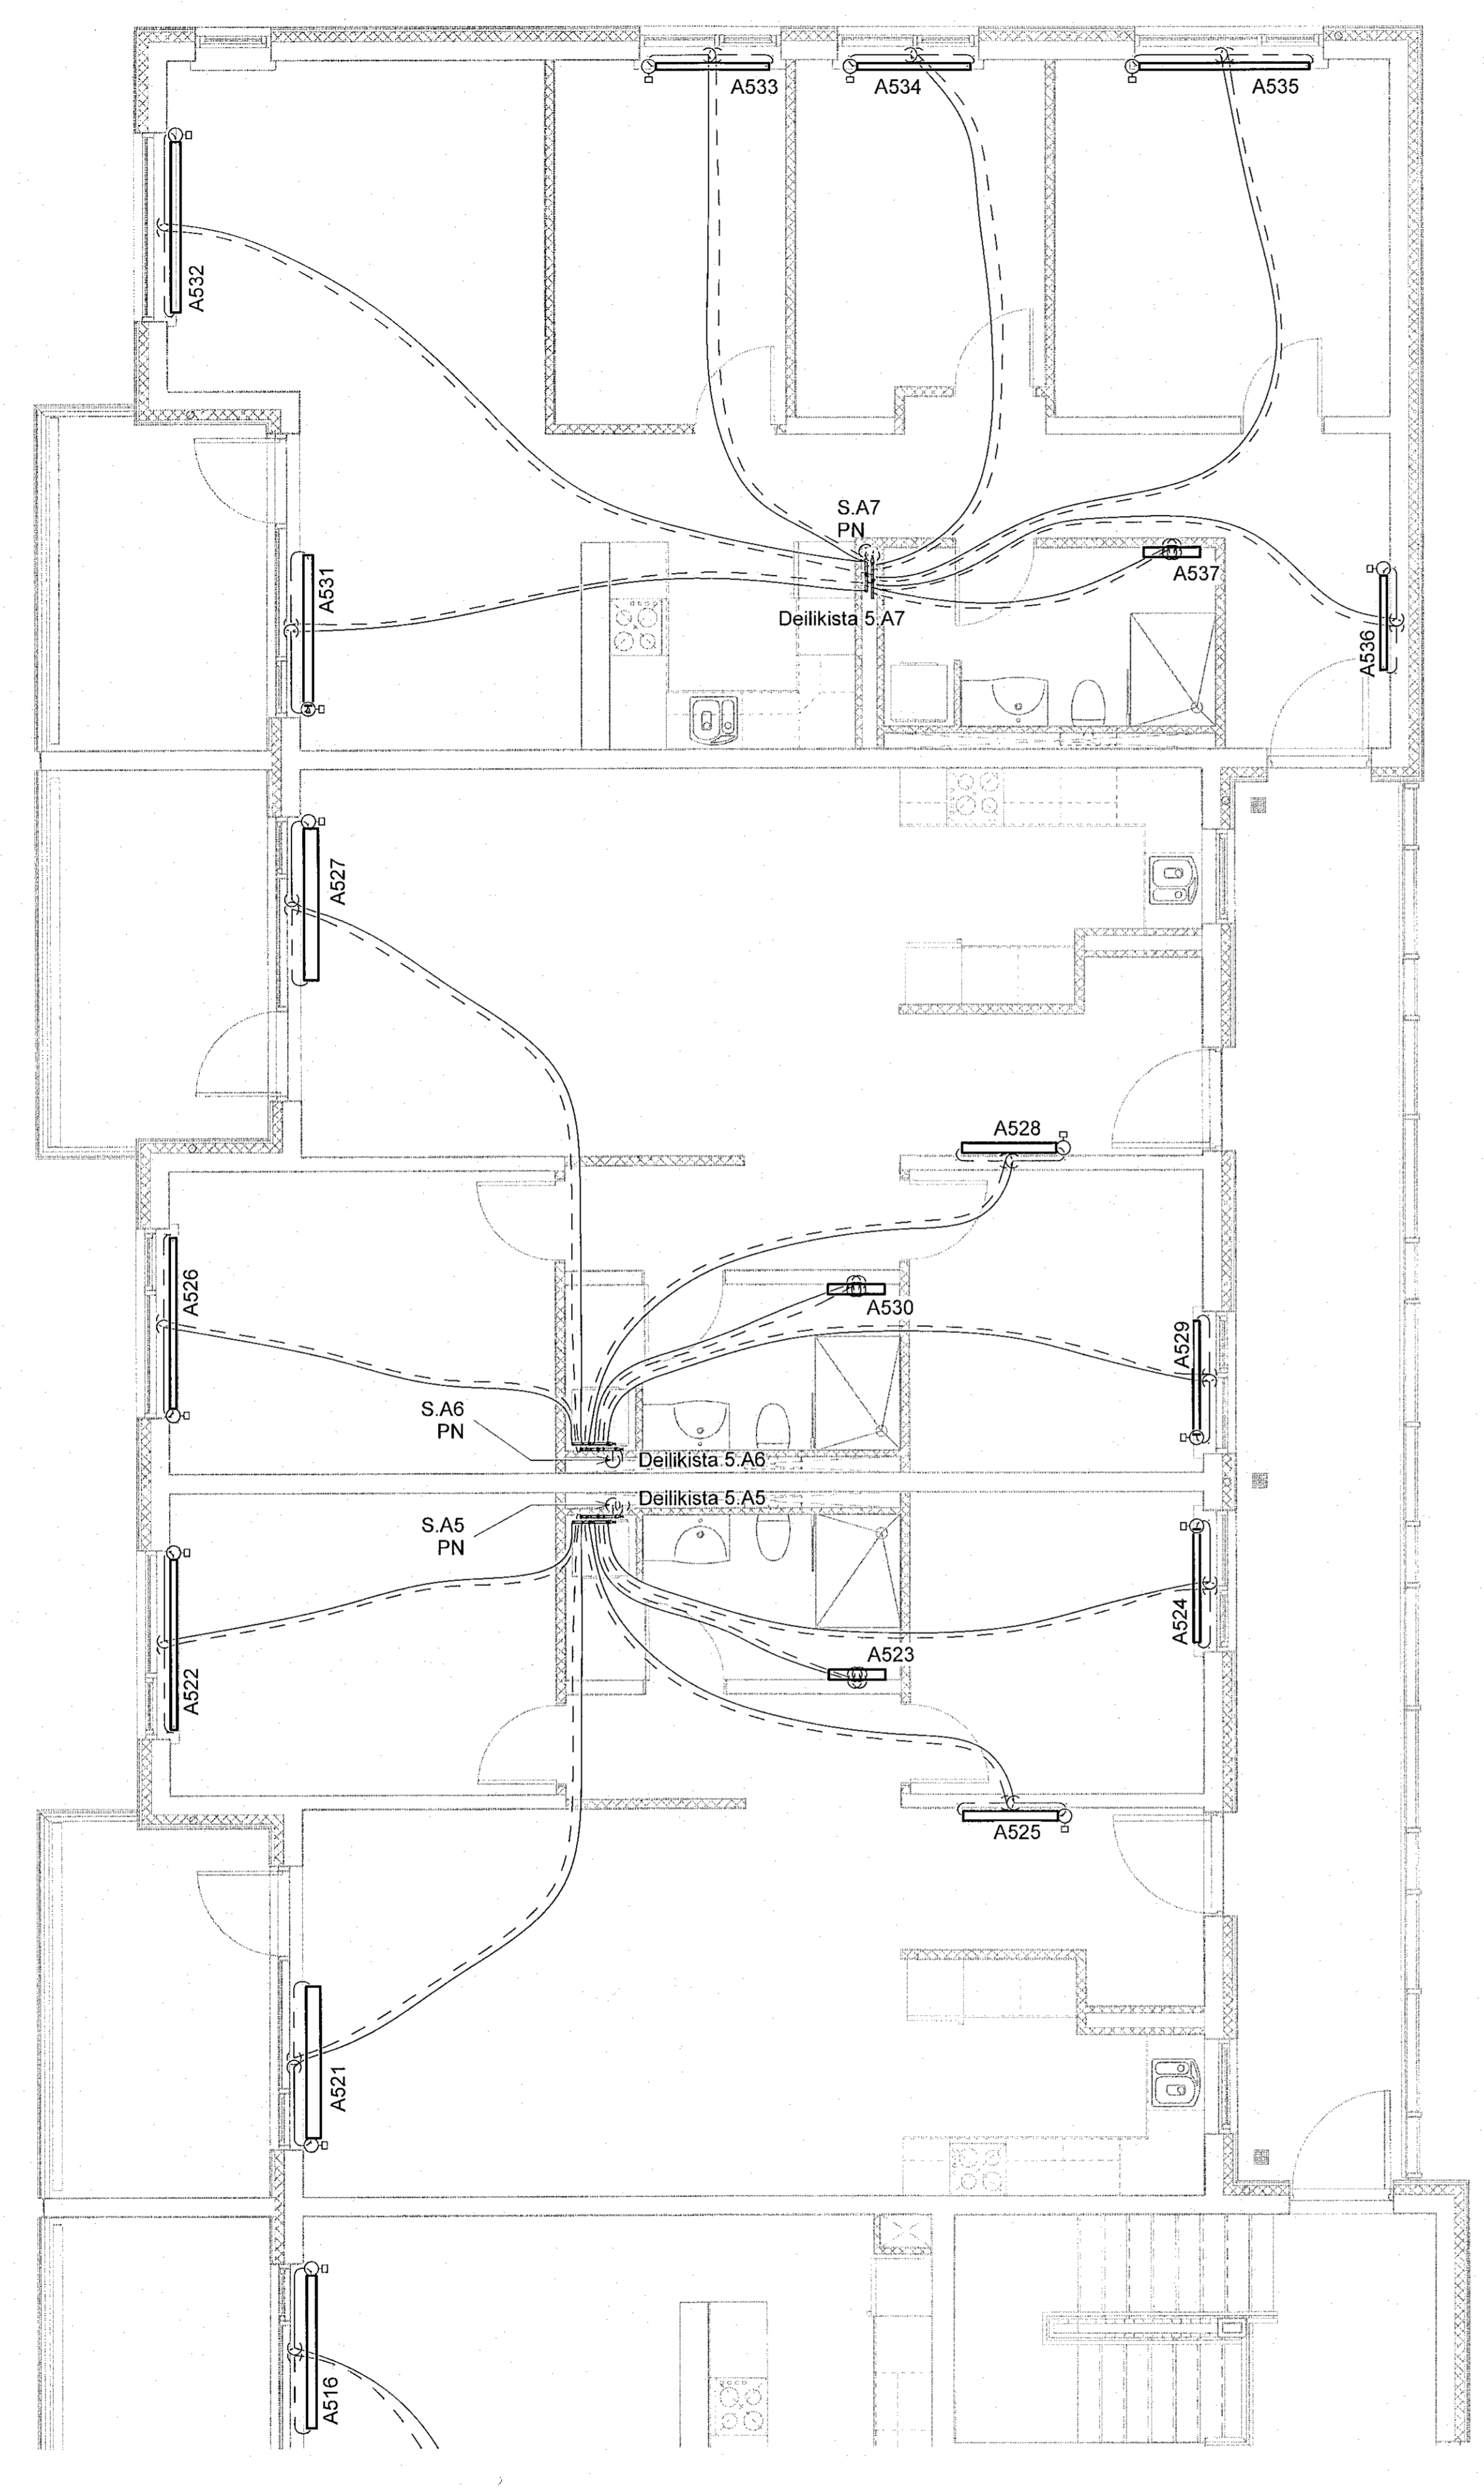 A533
A534
A535
A532
S.A7
PN
A531
A537
Deilikista 5.A7
A536
A527
A528
A526
A530
A529
S.A6
PN
Deilikista 5.A6
Deilikista 5.A5
S.A5
PN
A524
A523
A522
A525
A521
A516